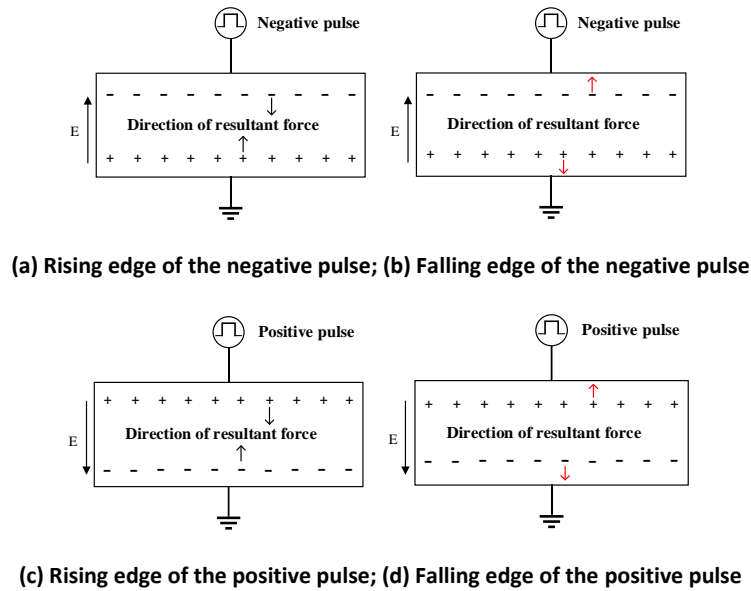 Negative pulse
Negative pulse
- - - - - - - - - -
- - - - - - - - - -
E
Direction of resultant force
E
Direction of resultant force
+ + + + + + + + + +
+ + + + + + + + + +
(a) Rising edge of the negative pulse; (b) Falling edge of the negative pulse
Positive pulse
Positive pulse
+ + + + + + + + + +
+ + + + + + + + + +
E
Direction of resultant force
E
Direction of resultant force
- - - - - - - - - -
- - - - - - - - - -
(c) Rising edge of the positive pulse; (d) Falling edge of the positive pulse